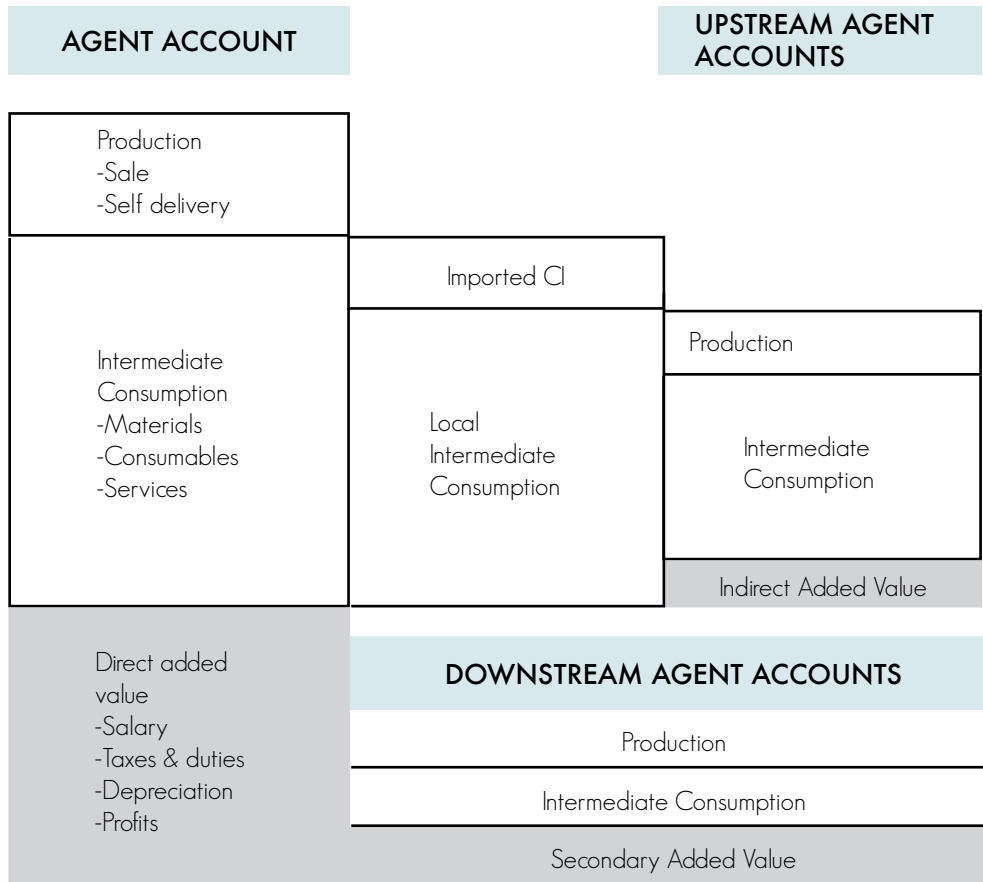 AGENT ACCOUNT
UPSTREAM AGENT
ACCOUNTS
Production
-Sale
-Self delivery
Imported CI
Production
Intermediate
Consumption
-Materials
-Consumables
-Services
Local
Intermediate
Consumption
Intermediate
Consumption
Indirect Added Value
Direct added
value
-Salary
-Taxes & duties
-Depreciation
-Profits
DOWNSTREAM AGENT ACCOUNTS
Production
Intermediate Consumption
Secondary Added Value